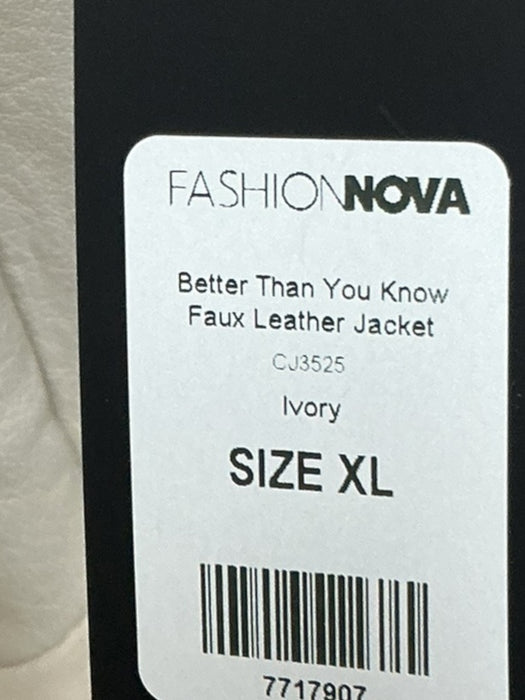 FASHIONNOVA
Better Than You Know
Faux Leather Jacket
CJ3525
Ivory
SIZE XL
7717907